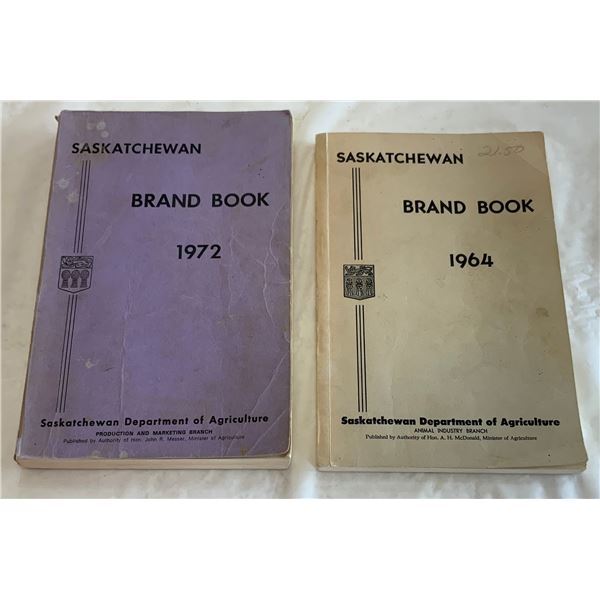 SASKATCHEWAN
BRAND BOOK
1972
Saskatchewan Department of Agriculture
PRODUCTION AND MARKETING BRANCH
Published by Authority of Hon. John R. Messer, Minister of Agriculture
SASKATCHEWAN
21.50
BRAND BOOK
1964
Saskatchewan Department of Agriculture
ANIMAL INDUSTRY BRANCH
Published by Authority of Hon. A. H. McDonald, Minister of Agriculture